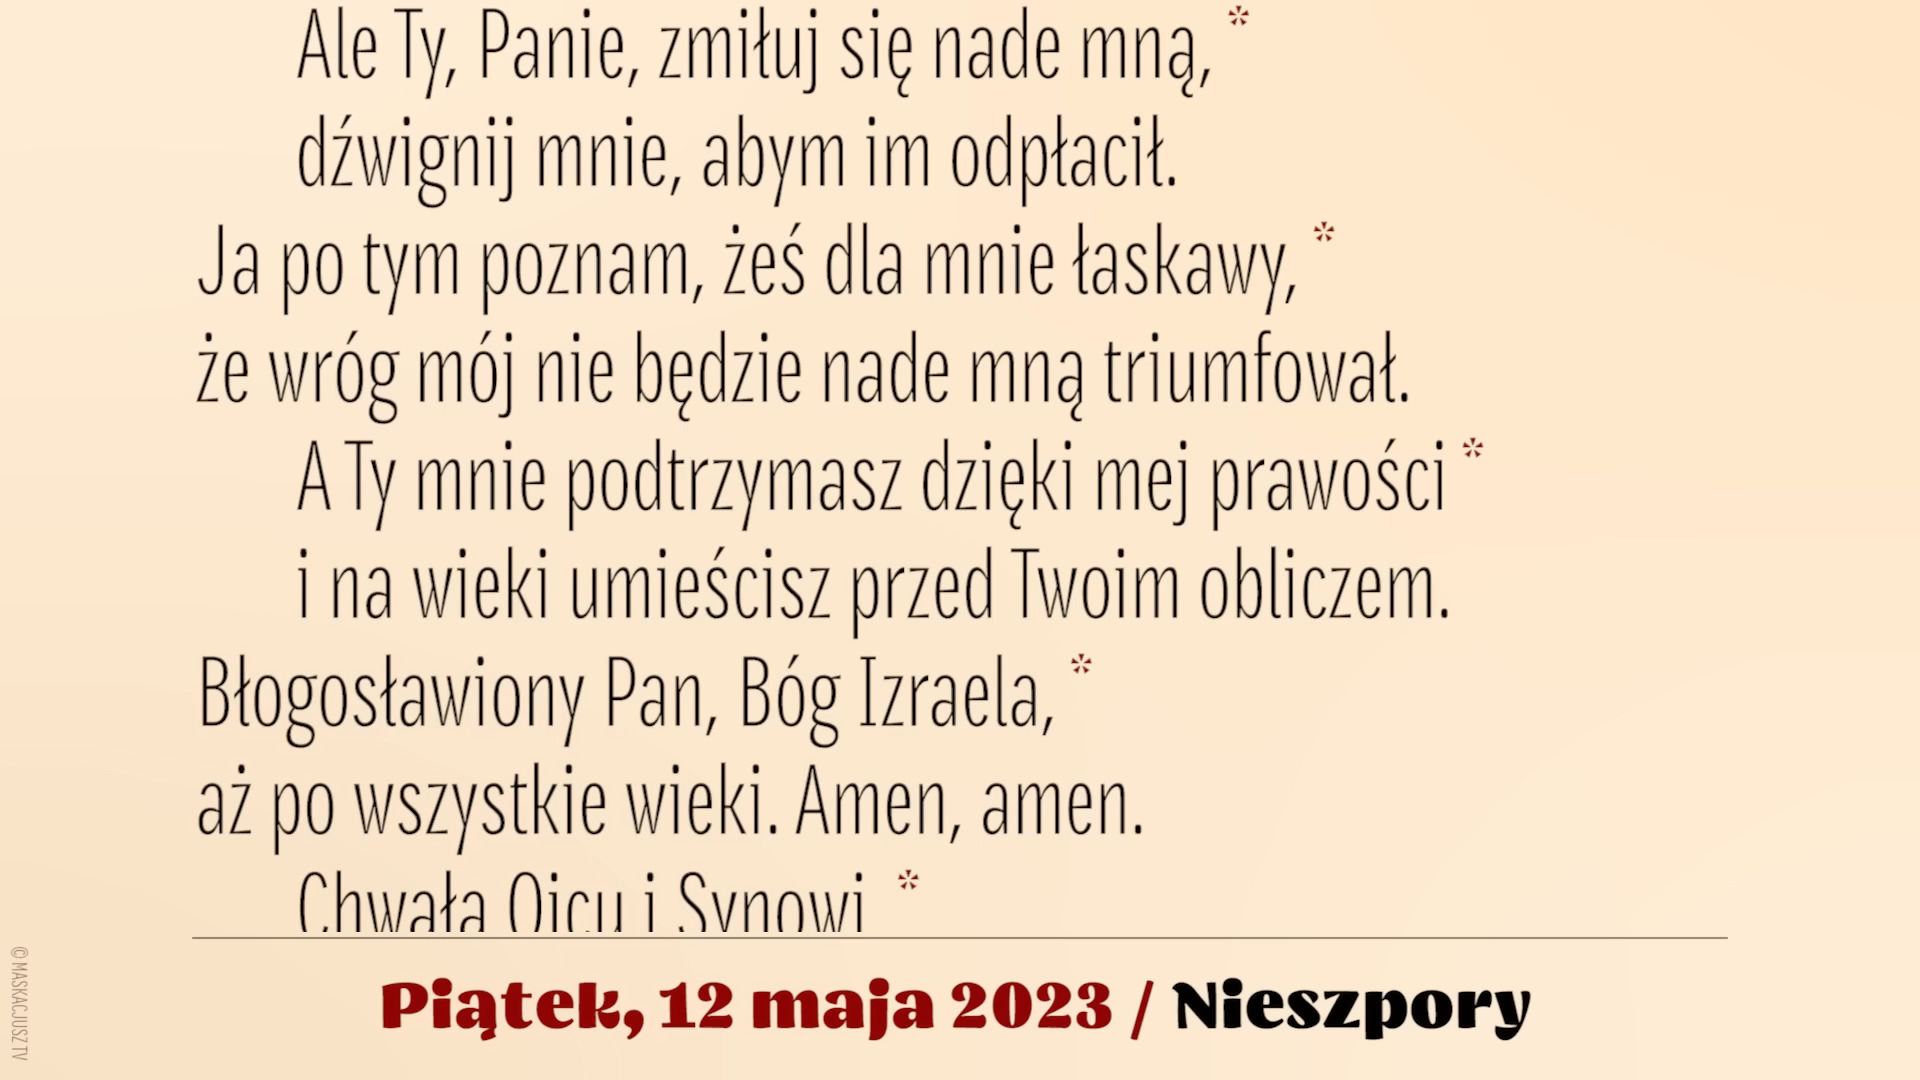 Ale Ty, Panie, zmiłuj się nade mną, *
dźwignij mnie, abym im odpłacił.
Ja po tym poznam, żeś dla mnie łaskawy, *
że wróg mój nie będzie nade mną triumfował.
A Ty mnie podtrzymasz dzięki mej prawości *
i na wieki umieścisz przed Twoim obliczem.
Błogosławiony Pan, Bóg Izraela, *
aż po wszystkie wieki. Amen, amen.
Chwała Ojcu i Synowi *
Piątek, 12 maja 2023 / Nieszpory
© MASKACJUSZ TV